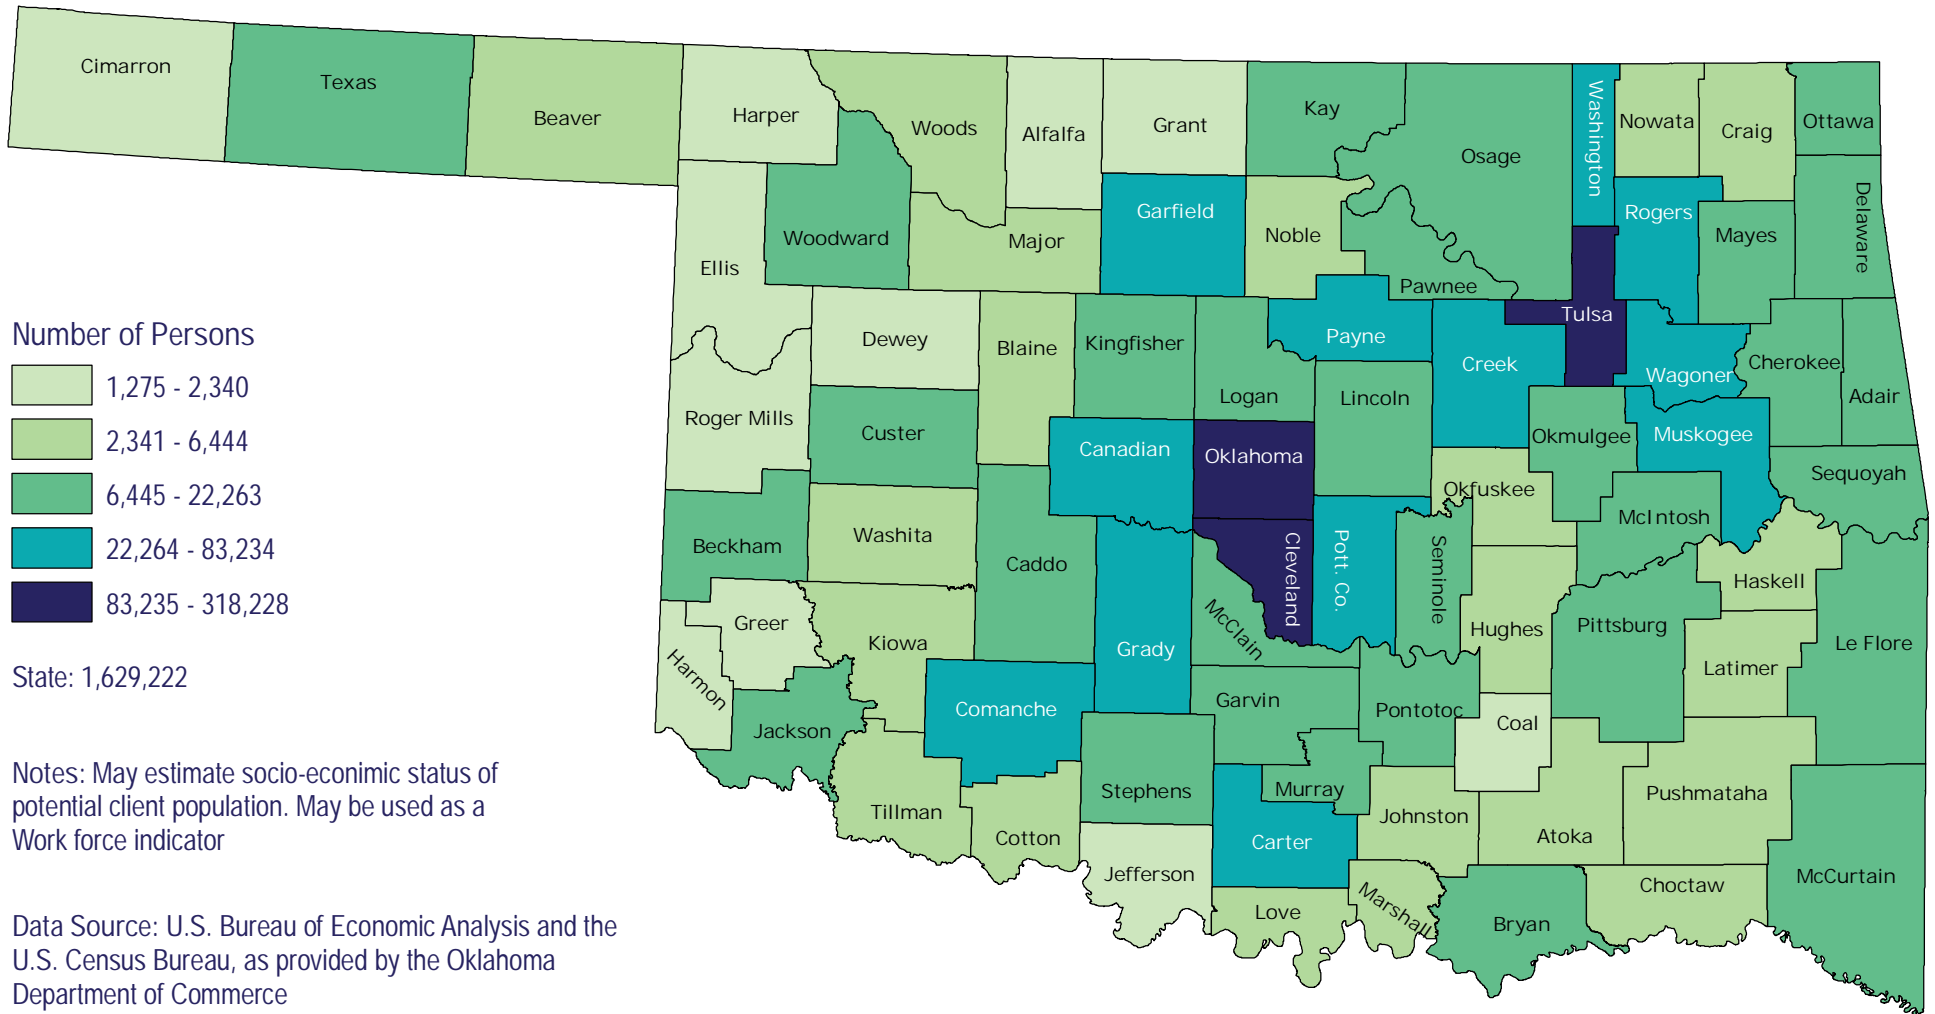 Cimarron
Texas
Beaver
Harper
Woods
Alfalfa
Grant
Kay
Osage
Washington
Nowata
Craig
Ottawa
Delaware
Ellis
Woodward
Major
Garfield
Noble
Pawnee
Rogers
Mayes
Tulsa
Number of Persons
1,275 - 2,340
2,341 - 6,444
6,445 - 22,263
22,264 - 83,234
83,235 - 318,228
State: 1,629,222
Dewey
Blaine
Kingfisher
Logan
Payne
Creek
Wagoner
Cherokee
Adair
Roger Mills
Custer
Canadian
Oklahoma
Lincoln
Okmulgee
Muskogee
Sequoyah
Okfuskee
McIntosh
Beckham
Washita
Caddo
Cleveland
Pott. Co.
Seminole
Haskell
Greer
Kiowa
Grady
McClain
Hughes
Pittsburg
Latimer
Le Flore
Harmon
Jackson
Comanche
Garvin
Pontotoc
Coal
Notes: May estimate socio-econimic status of
potential client population. May be used as a
Work force indicator
Tillman
Cotton
Stephens
Murray
Johnston
Atoka
Pushmataha
Carter
Jefferson
Love
Marshall
Bryan
Choctaw
McCurtain
Data Source: U.S. Bureau of Economic Analysis and the
U.S. Census Bureau, as provided by the Oklahoma
Department of Commerce